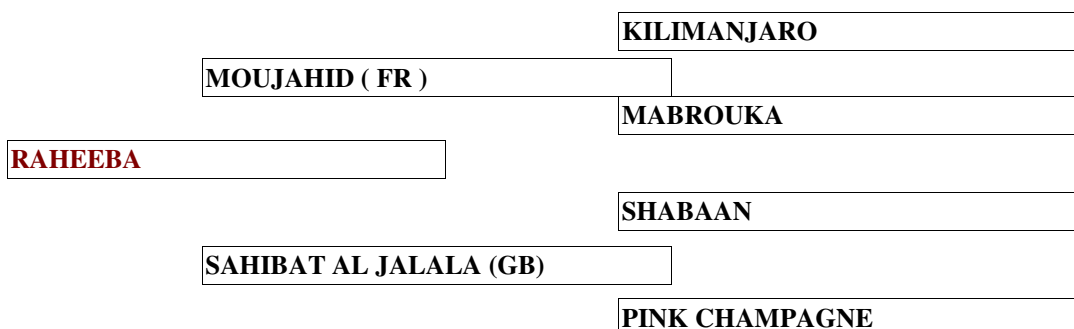 KILIMANJARO
MOUJAHID ( FR )
MABROUKA
RAHEEBA
SHABAAN
SAHIBAT AL JALALA (GB)
PINK CHAMPAGNE